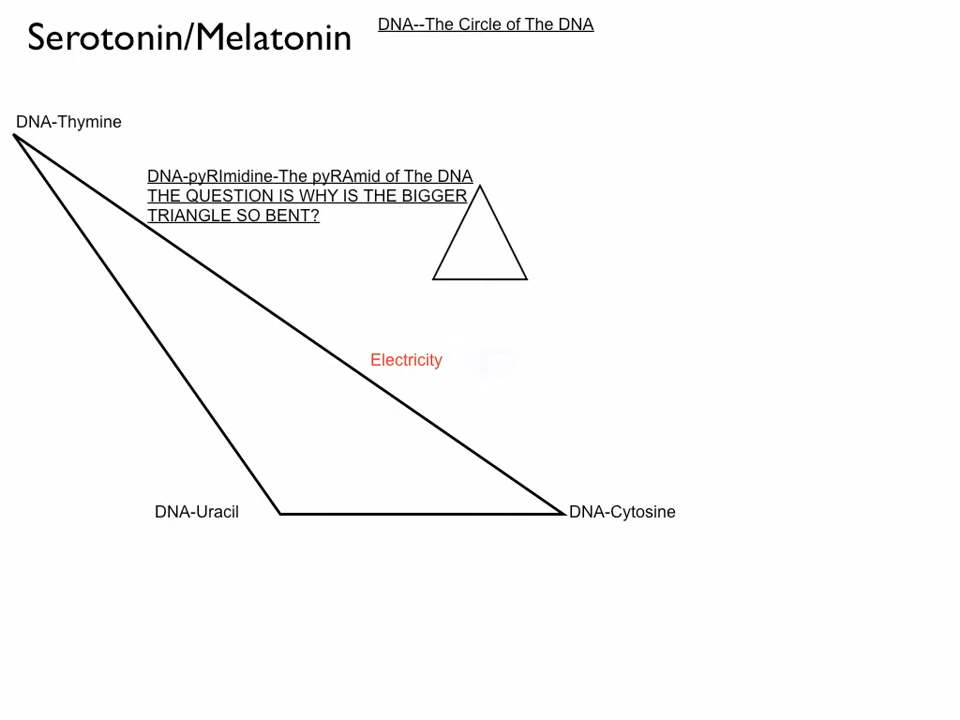 Serotonin/Melatonin
DNA--The Circle of The DNA
DNA-Thymine
DNA-pyRImidine-The pyRAmid of The DNA
THE QUESTION IS WHY IS THE BIGGER
TRIANGLE SO BENT?
Electricity
DNA-Uracil
DNA-Cytosine